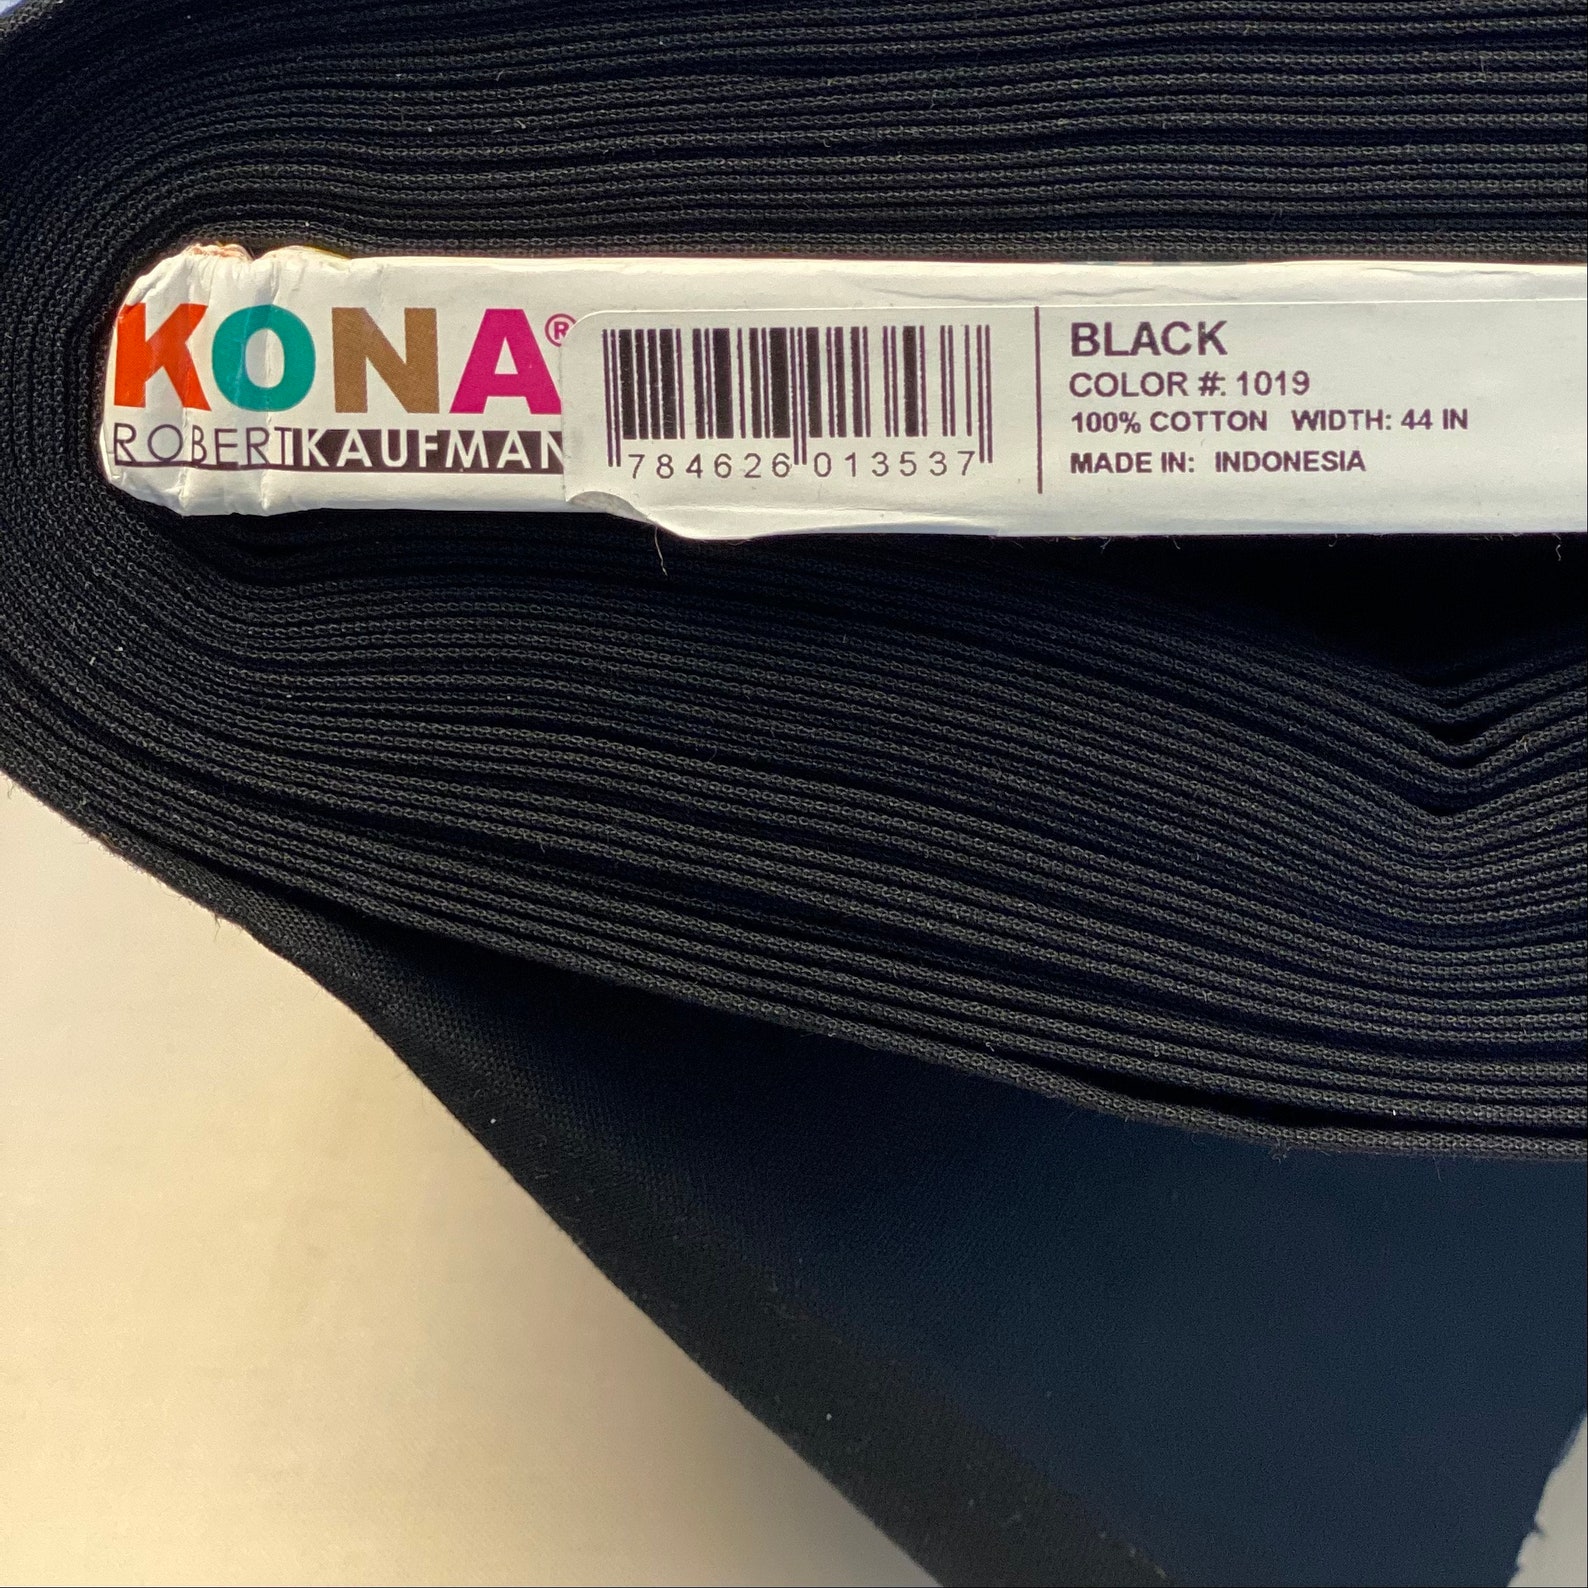 KONA®
ROBERT KAUFMAN
784626 013537
BLACK
COLOR #: 1019
100% COTTON WIDTH: 44 IN
MADE IN: INDONESIA